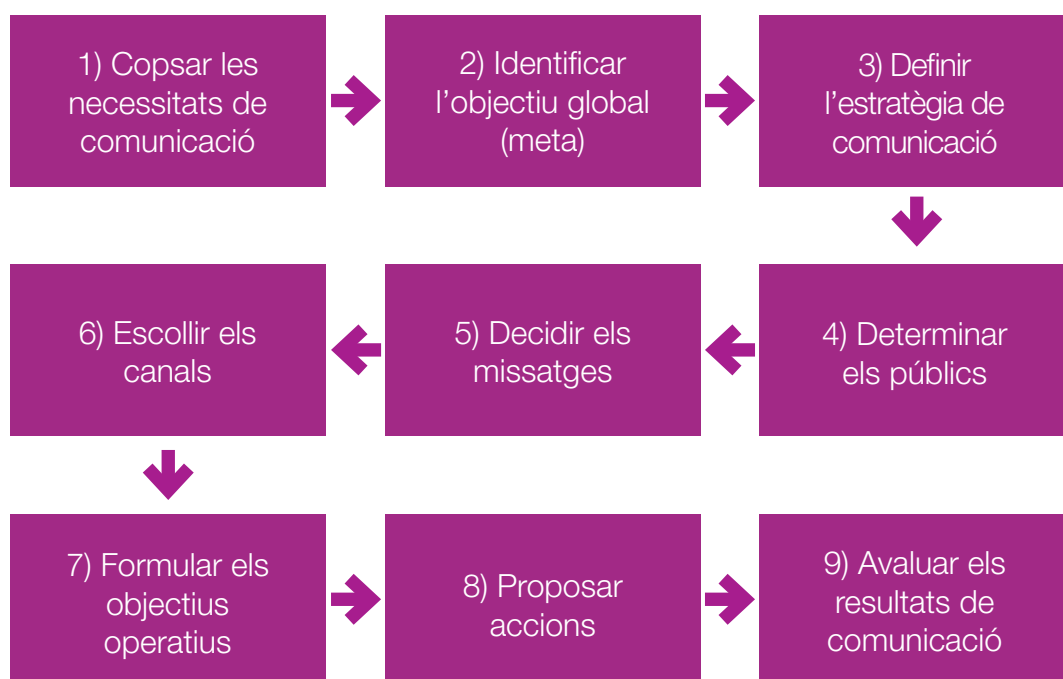 1) Copsar les
necessitats de
comunicació
2) Identificar
l'objectiu global
(meta)
3) Definir
l'estratègia de
comunicació
4) Determinar
els públics
5) Decidir els
missatges
6) Escollir els
canals
7) Formular els
objectius
operatius
8) Proposar
accions
9) Avaluar els
resultats de
comunicació